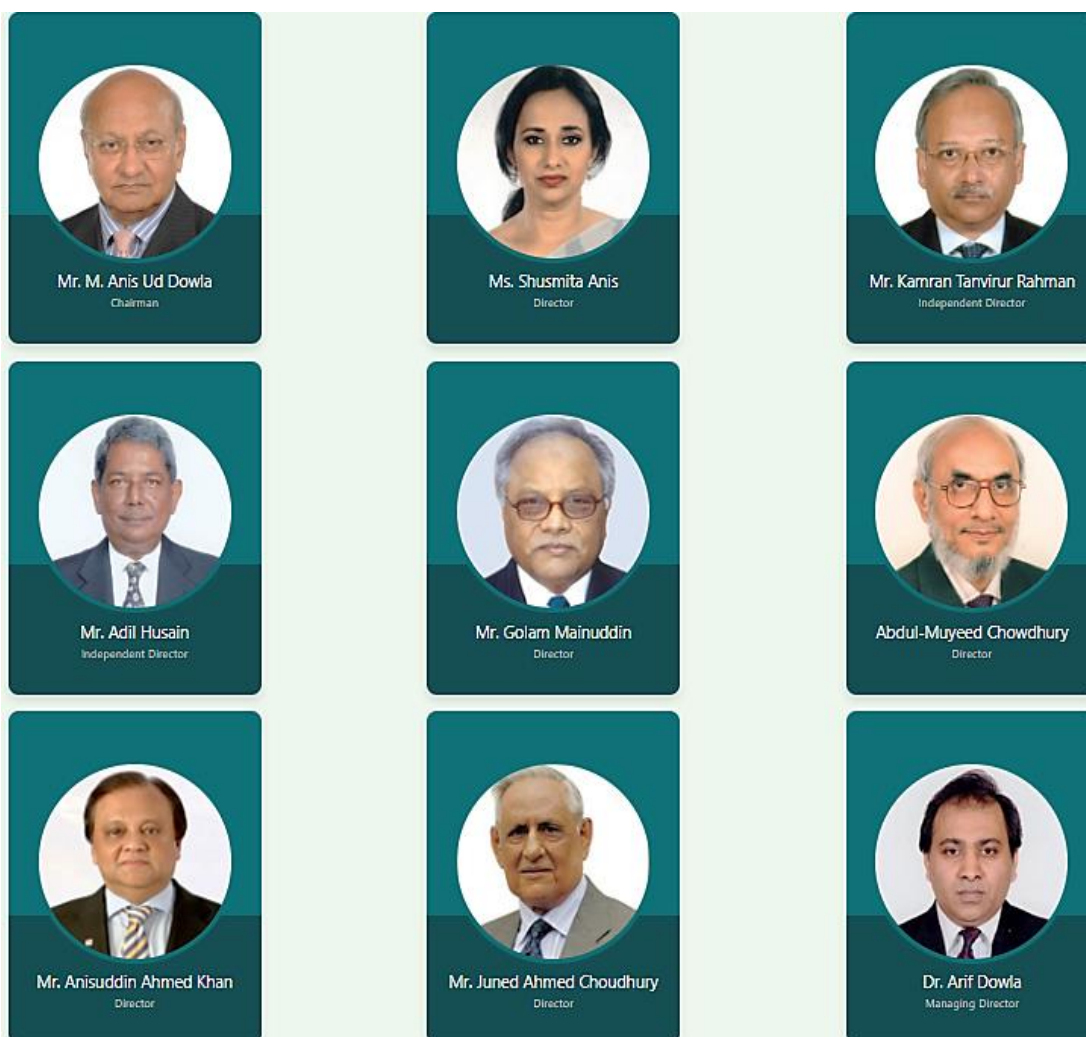 Mr. M. Anis Ud Dowla
Chairman
Ms. Shusmita Anis
Director
Mr. Kamran Tanvirur Rahman
Independent Director
Mr. Adil Husain
Independent Director
Mr. Golam Mainuddin
Director
Abdul-Muyeed Chowdhury
Director
Mr. Anisuddin Ahmed Khan
Director
Mr. Juned Ahmed Choudhury
Director
Dr. Arif Dowla
Managing Director